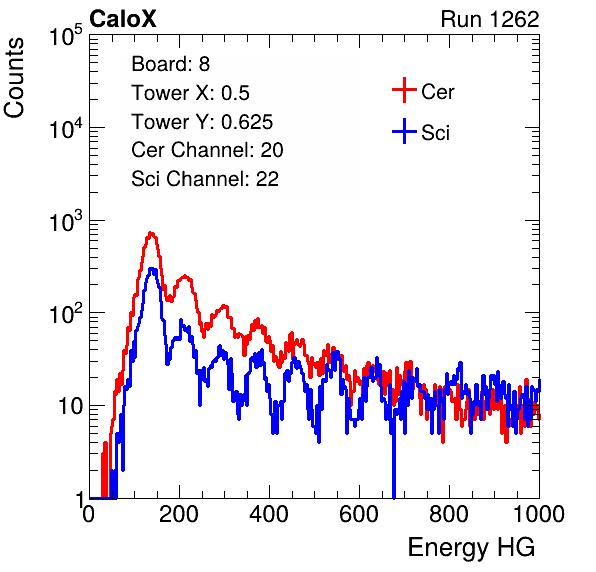 CaloX Run 1262
Counts
10^5
10^4
10^3
10^2
10
1
Board: 8
Tower X: 0.5
Tower Y: 0.625
Cer Channel: 20
Sci Channel: 22
Cer
Sci
0 200 400 600 800 1000
Energy HG